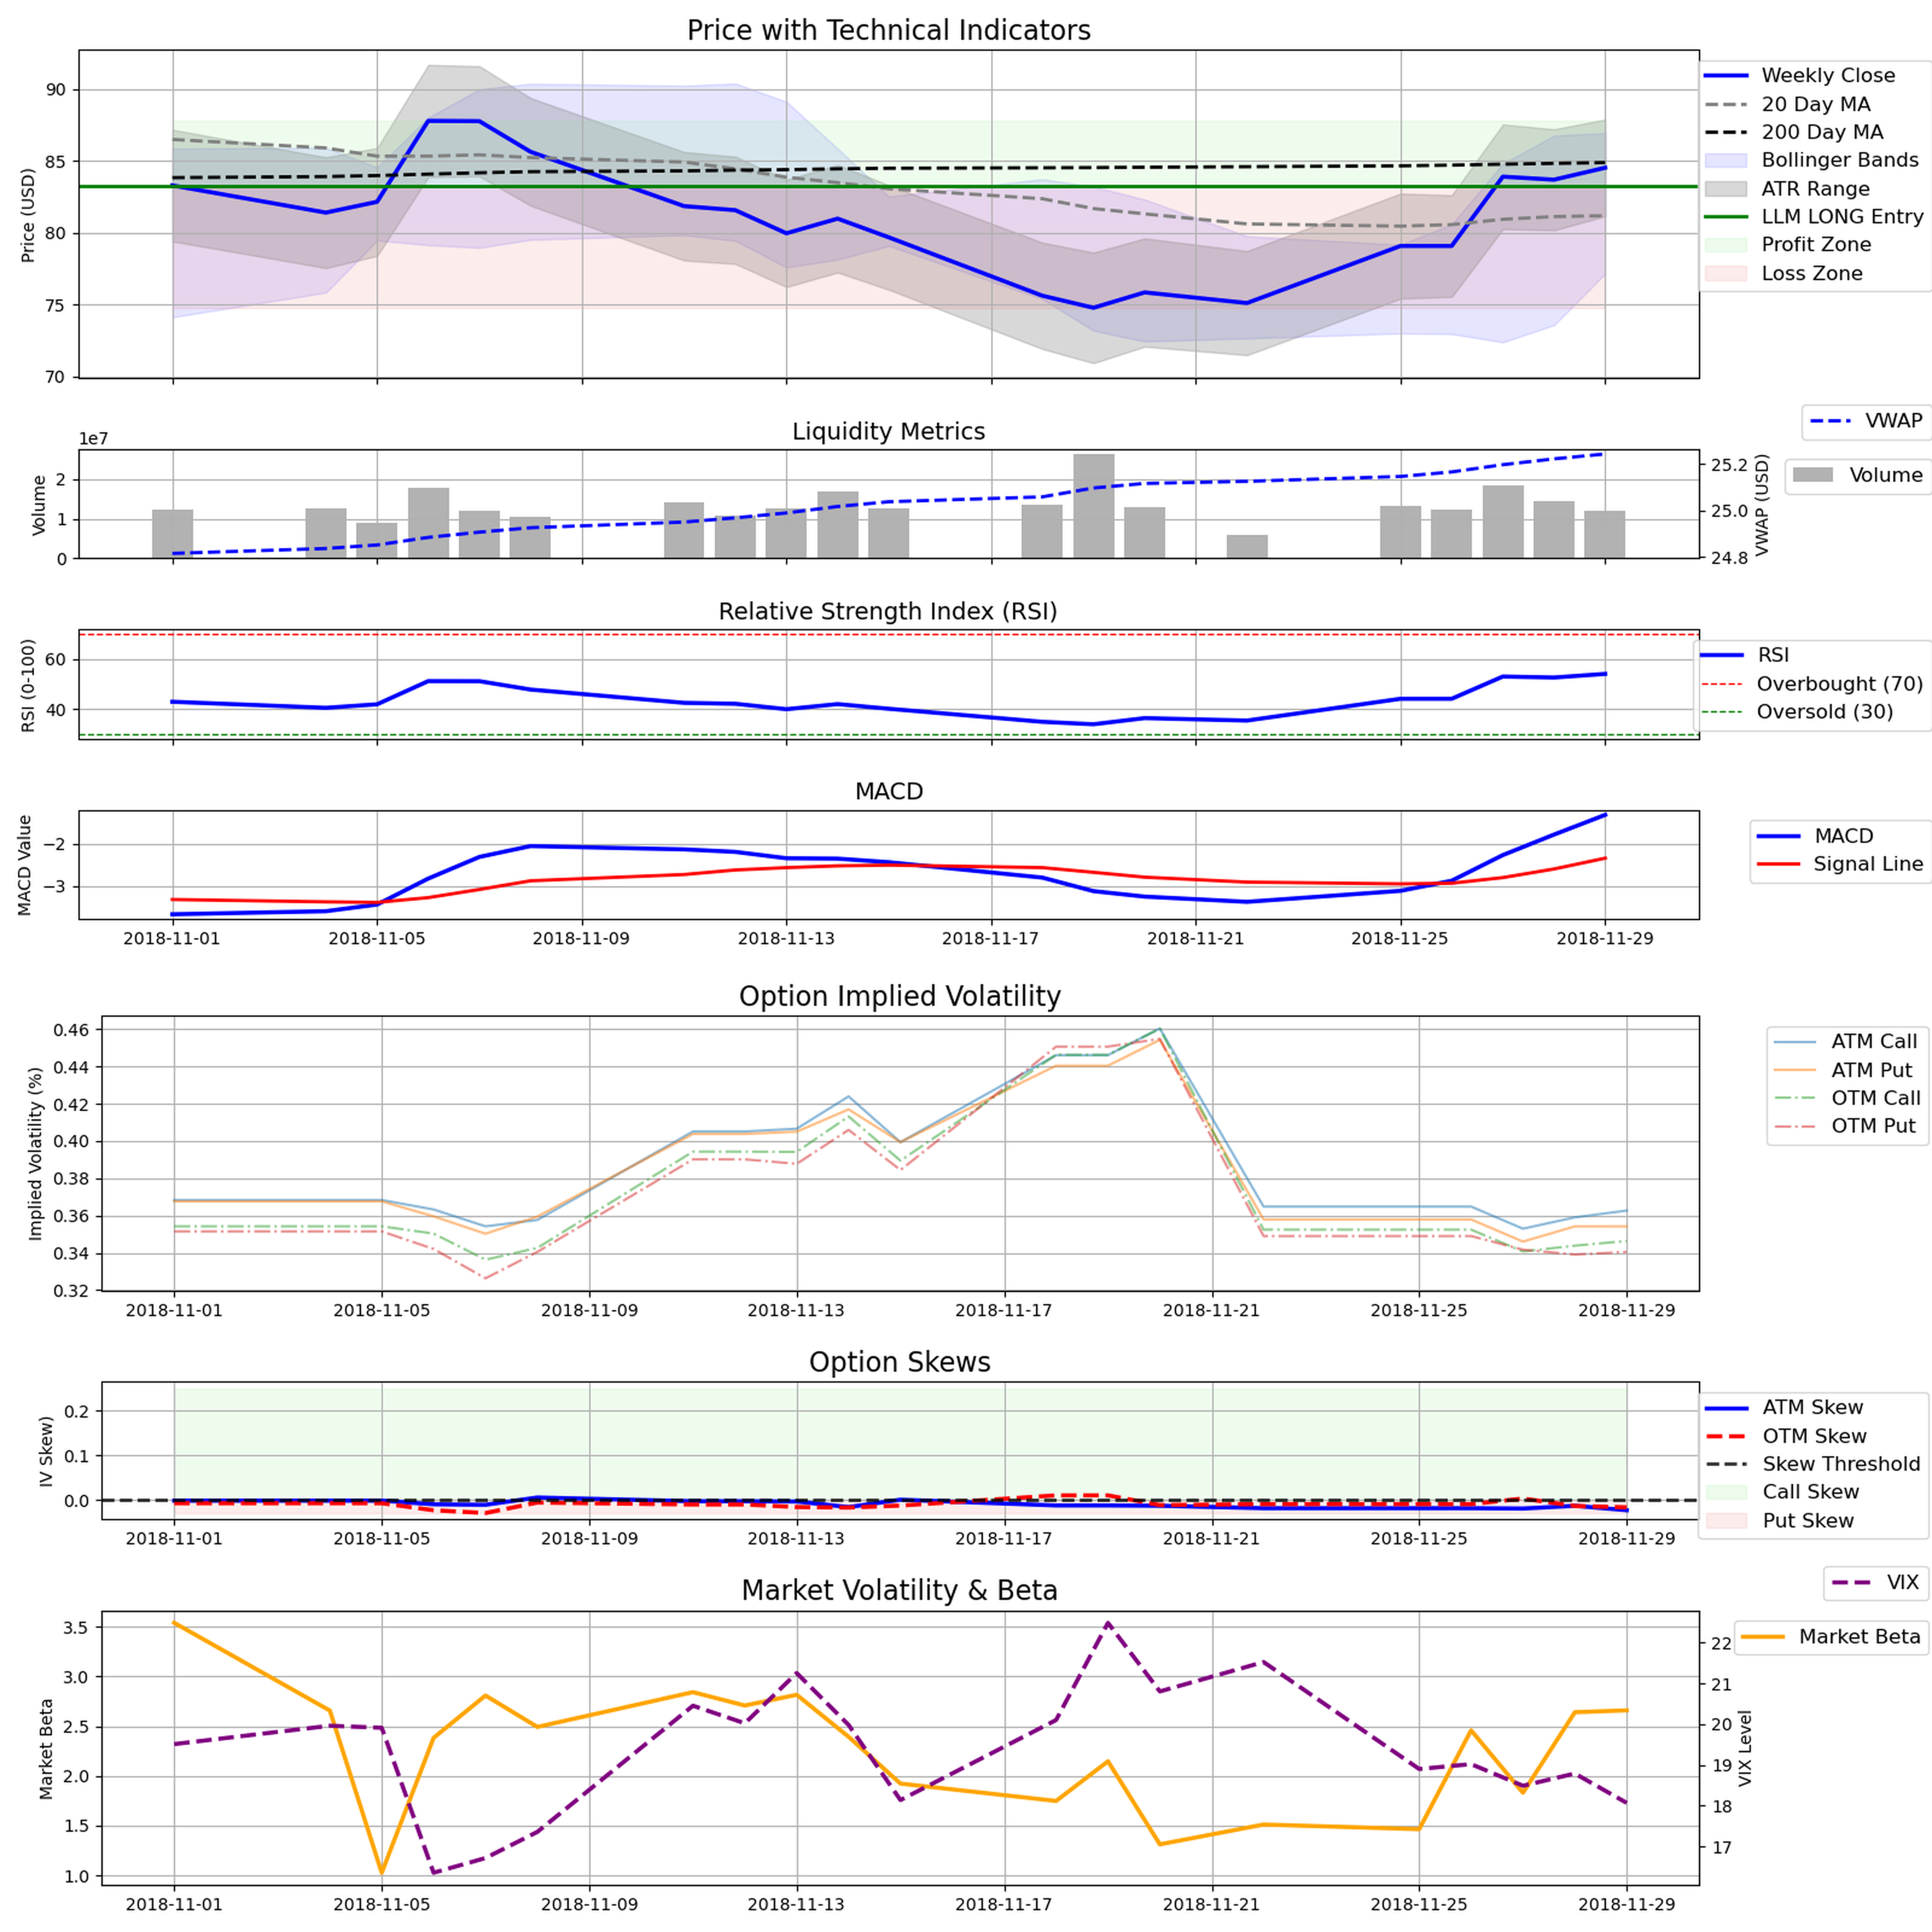 Price with Technical Indicators
Price (USD)
90
85
80
75
70
Weekly Close
20 Day MA
200 Day MA
Bollinger Bands
ATR Range
LLM LONG Entry
Profit Zone
Loss Zone
Liquidity Metrics
1e7
Volume
2
1
0
25.2
25.0
24.8
VWAP (USD)
VWAP
Volume
Relative Strength Index (RSI)
RSI (0-100)
60
40
RSI
Overbought (70)
Oversold (30)
MACD
MACD Value
−2
−3
MACD
Signal Line
2018-11-01 2018-11-05 2018-11-09 2018-11-13 2018-11-17 2018-11-21 2018-11-25 2018-11-29
Option Implied Volatility
Implied Volatility (%)
0.46
0.44
0.42
0.40
0.38
0.36
0.34
0.32
ATM Call
ATM Put
OTM Call
OTM Put
2018-11-01 2018-11-05 2018-11-09 2018-11-13 2018-11-17 2018-11-21 2018-11-25 2018-11-29
Option Skews
IV Skew)
0.2
0.1
0.0
ATM Skew
OTM Skew
Skew Threshold
Call Skew
Put Skew
2018-11-01 2018-11-05 2018-11-09 2018-11-13 2018-11-17 2018-11-21 2018-11-25 2018-11-29
Market Volatility & Beta
Market Beta
3.5
3.0
2.5
2.0
1.5
1.0
22
21
20
19
18
17
VIX Level
VIX
Market Beta
2018-11-01 2018-11-05 2018-11-09 2018-11-13 2018-11-17 2018-11-21 2018-11-25 2018-11-29